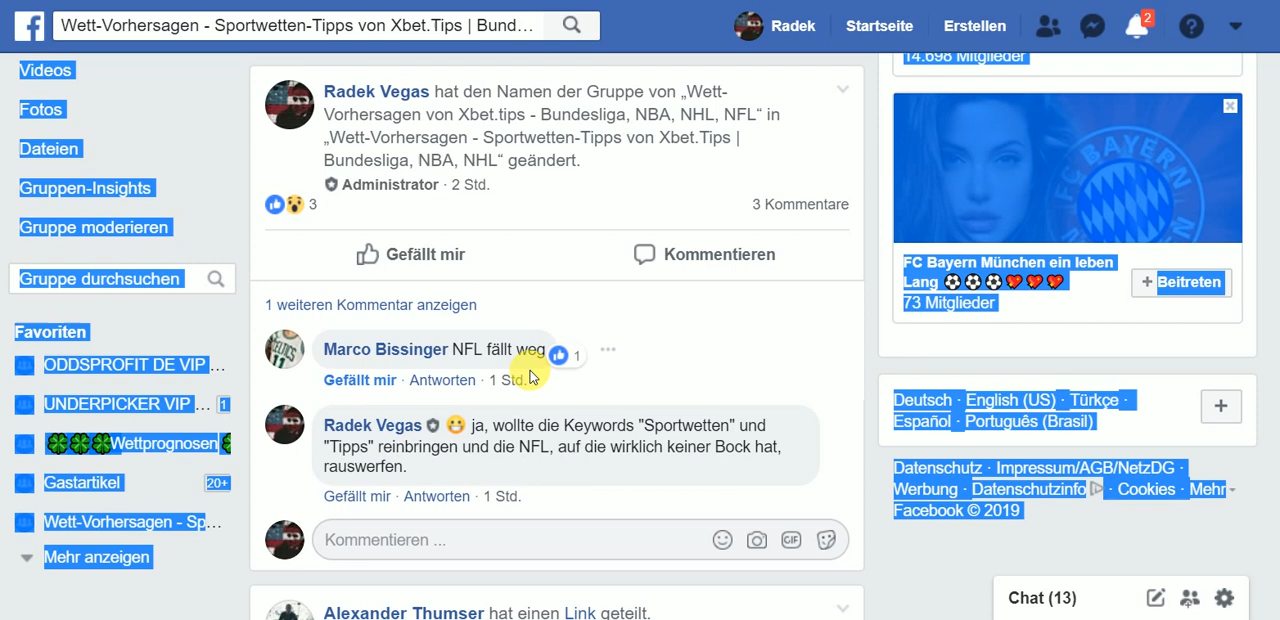 Wett-Vorhersagen - Sportwetten-Tipps von Xbet.Tips | Bund...
Radek
Startseite
Erstellen
2
Videos
Fotos
Dateien
Gruppen-Insights
Gruppe moderieren
Gruppe durchsuchen
Favoriten
ODDSPROFIT DE VIP ...
UNDERPICKER VIP ... 1
🍀🍀🍀Wettprognosen
Gastartikel 20+
Wett-Vorhersagen - Sp...
Mehr anzeigen
Radek Vegas hat den Namen der Gruppe von „Wett-
Vorhersagen von Xbet.tips - Bundesliga, NBA, NHL, NFL“ in
„Wett-Vorhersagen - Sportwetten-Tipps von Xbet.Tips |
Bundesliga, NBA, NHL“ geändert.
Administrator · 2 Std.
3
3 Kommentare
Gefällt mir
Kommentieren
1 weiteren Kommentar anzeigen
Marco Bissinger NFL fällt weg
1
Gefällt mir · Antworten · 1 Std.
Radek Vegas 😀 ja, wollte die Keywords "Sportwetten" und
"Tipps" reinbringen und die NFL, auf die wirklich keiner Bock hat,
rauswerfen.
Gefällt mir · Antworten · 1 Std.
Kommentieren ...
GIF
Alexander Thumser hat einen Link geteilt.
14.698 Mitglieder
FC BAYERN MÜN
FC Bayern München ein leben
Lang ⚽⚽⚽💖💖💖
73 Mitglieder
+ Beitreten
Deutsch · English (US) · Türkçe ·
Español · Português (Brasil)
Datenschutz · Impressum/AGB/NetzDG ·
Werbung · Datenschutzinfo · Cookies · Mehr
Facebook © 2019
Chat (13)